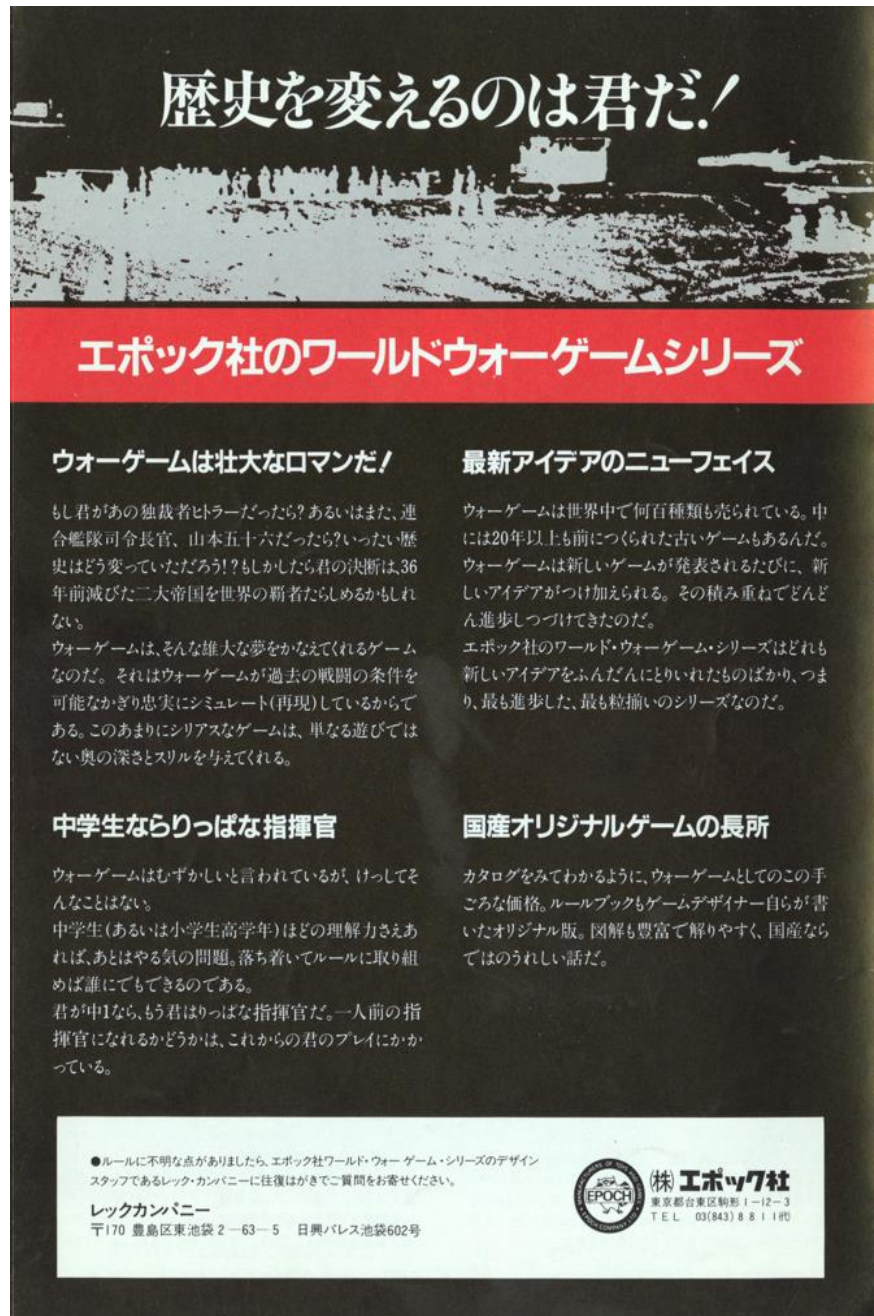 歴史を変えるのは君だ!
エポック社のワールドウォーゲームシリーズ
ウォーゲームは壮大なロマンだ!
もし君があの独裁者ヒトラーだったら?あるいはまた、連
合艦隊司令長官、山本五十六だったら?いったい歴
史はどう変っていただろう!?もしかしたら君の決断は、36
年前滅びた二大帝国を世界の覇者たらしめるかもしれ
ない。
ウォーゲームは、そんな雄大な夢をかなえてくれるゲーム
なのだ。それはウォーゲームが過去の戦闘の条件を
可能なかぎり忠実にシミュレート(再現)しているからで
ある。このあまりにシリアスなゲームは、単なる遊びでは
ない奥の深さとスリルを与えてくれる。
最新アイデアのニューフェイス
ウォーゲームは世界中で何百種類も売られている。中
には20年以上も前につくられた古いゲームもあるんだ。
ウォーゲームは新しいゲームが発表されるたびに、新
しいアイデアがつけ加えられる。その積み重ねでどんど
ん進歩しつづけてきたのだ。
エポック社のワールド・ウォーゲーム・シリーズはどれも
新しいアイデアをふんだんにとりいれたものばかり、つま
り、最も進歩した、最も粒揃いのシリーズなのだ。
中学生ならりっぱな指揮官
ウォーゲームはむずかしいと言われているが、けっしてそ
んなことはない。
中学生(あるいは小学生高学年)ほどの理解力さえあ
れば、あとはやる気の問題。落ち着いてルールに取り組
めば誰にでもできるのである。
君が中1なら、もう君はりっぱな指揮官だ。一人前の指
揮官になれるかどうかは、これからの君のプレイにかか
っている。
国産オリジナルゲームの長所
カタログをみてわかるように、ウォーゲームとしてのこの手
ごろな価格。ルールブックもゲームデザイナー自らが書
いたオリジナル版。図解も豊富で解りやすく、国産なら
ではのうれしい話だ。
●ルールに不明な点がありましたら、エポック社ワールド・ウォー ゲーム・シリーズのデザイン
スタッフであるレック・カンパニーに往復はがきでご質問をお寄せください。
レックカンパニー
〒170 豊島区東池袋2-63-5 日興パレス池袋602号
EPOCH
(株)エポック社
東京都台東区駒形1-12-3
TEL 03(843)8811㈹